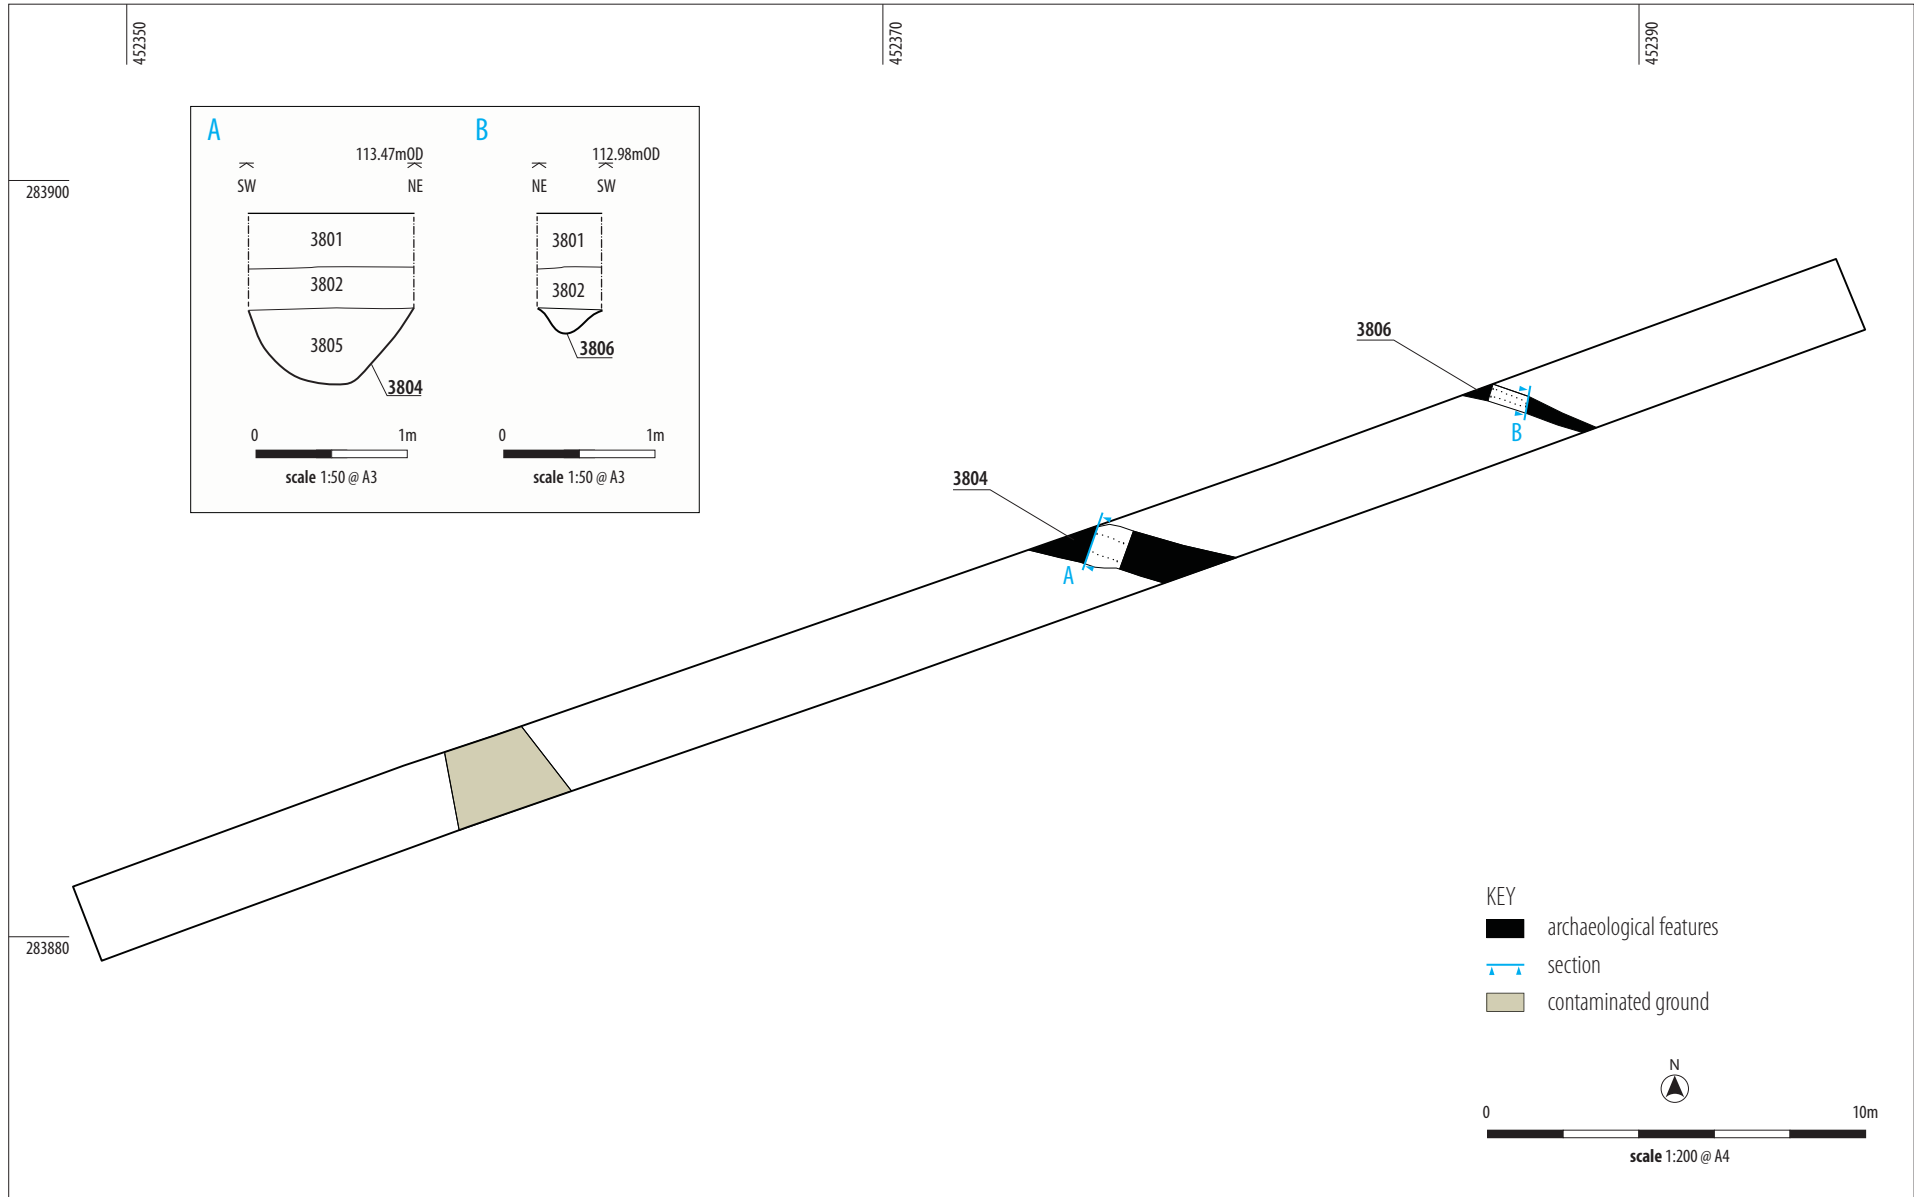 452350
452370
452390
283900
283880
A
B
113.47mOD
112.98mOD
SW
NE
NE
SW
3801
3802
3805
3804
3801
3802
3806
0 1m
scale 1:50 @ A3
0 1m
scale 1:50 @ A3
3806
B
3804
A
KEY
archaeological features
section
contaminated ground
N
0 10m
scale 1:200 @ A4